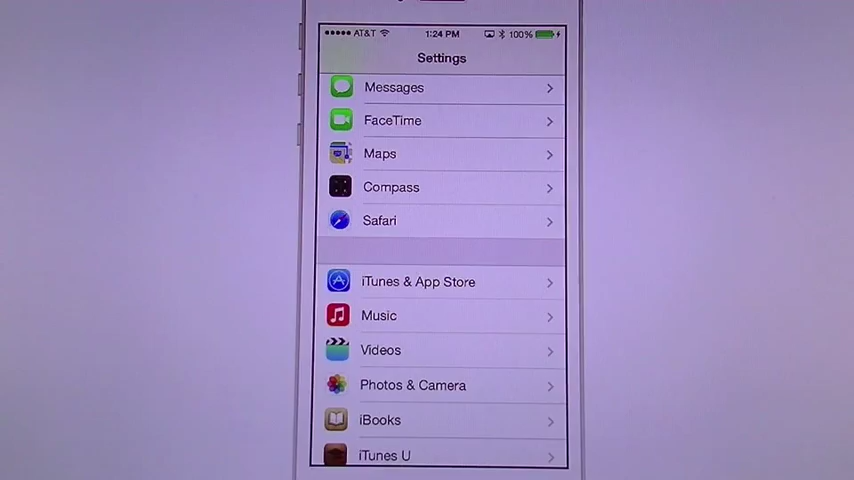 AT&T 1:24 PM 100%
Settings
Messages
FaceTime
Maps
Compass
Safari
iTunes & App Store
Music
Videos
Photos & Camera
iBooks
iTunes U